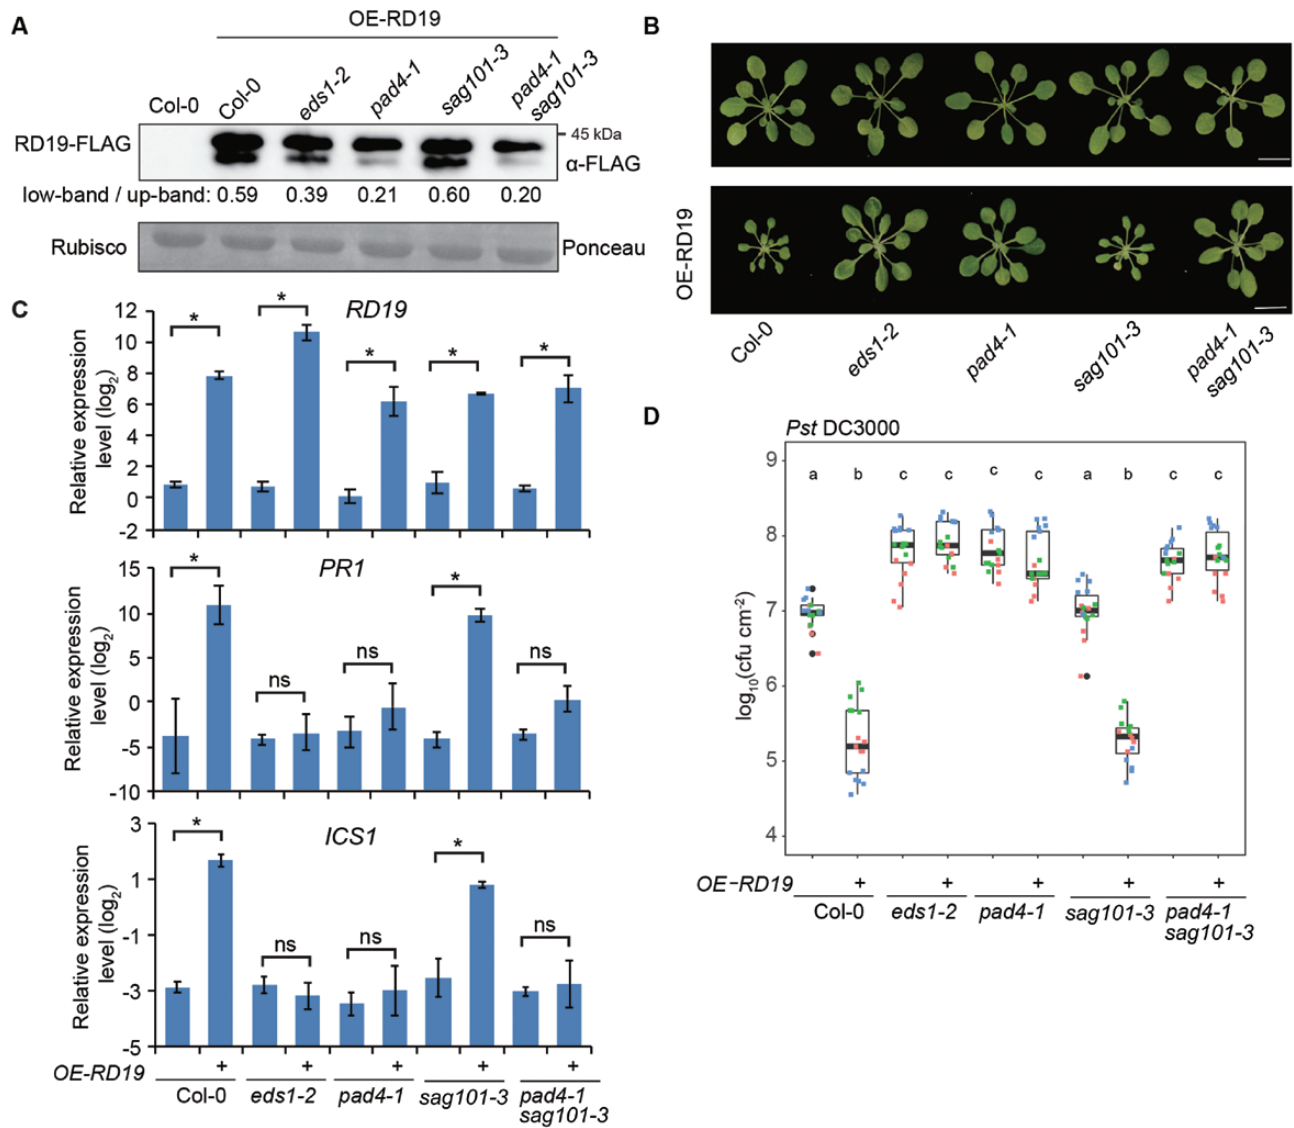 A
OE-RD19
Col-0
Col-0
eds1-2
pad4-1
sag101-3
pad4-1
sag101-3
RD19-FLAG
45 kDa
α-FLAG
low-band / up-band: 0.59 0.39 0.21 0.60 0.20
Rubisco
Ponceau
B
OE-RD19
Col-0
eds1-2
pad4-1
sag101-3
pad4-1
sag101-3
C
RD19
Relative expression
level (log2)
12
10
8
6
4
2
0
-2
* * * * *
PR1
Relative expression
level (log2)
15
10
5
0
-5
-10
* ns ns * ns
ICS1
Relative expression
level (log2)
3
1
-1
-3
-5
* ns ns * ns
OE-RD19 + + + + +
Col-0 eds1-2 pad4-1 sag101-3 pad4-1
sag101-3
D
Pst DC3000
log10(cfu cm-2)
9
8
7
6
5
4
a b c c c c a b c c
OE-RD19 + + + + +
Col-0 eds1-2 pad4-1 sag101-3 pad4-1
sag101-3